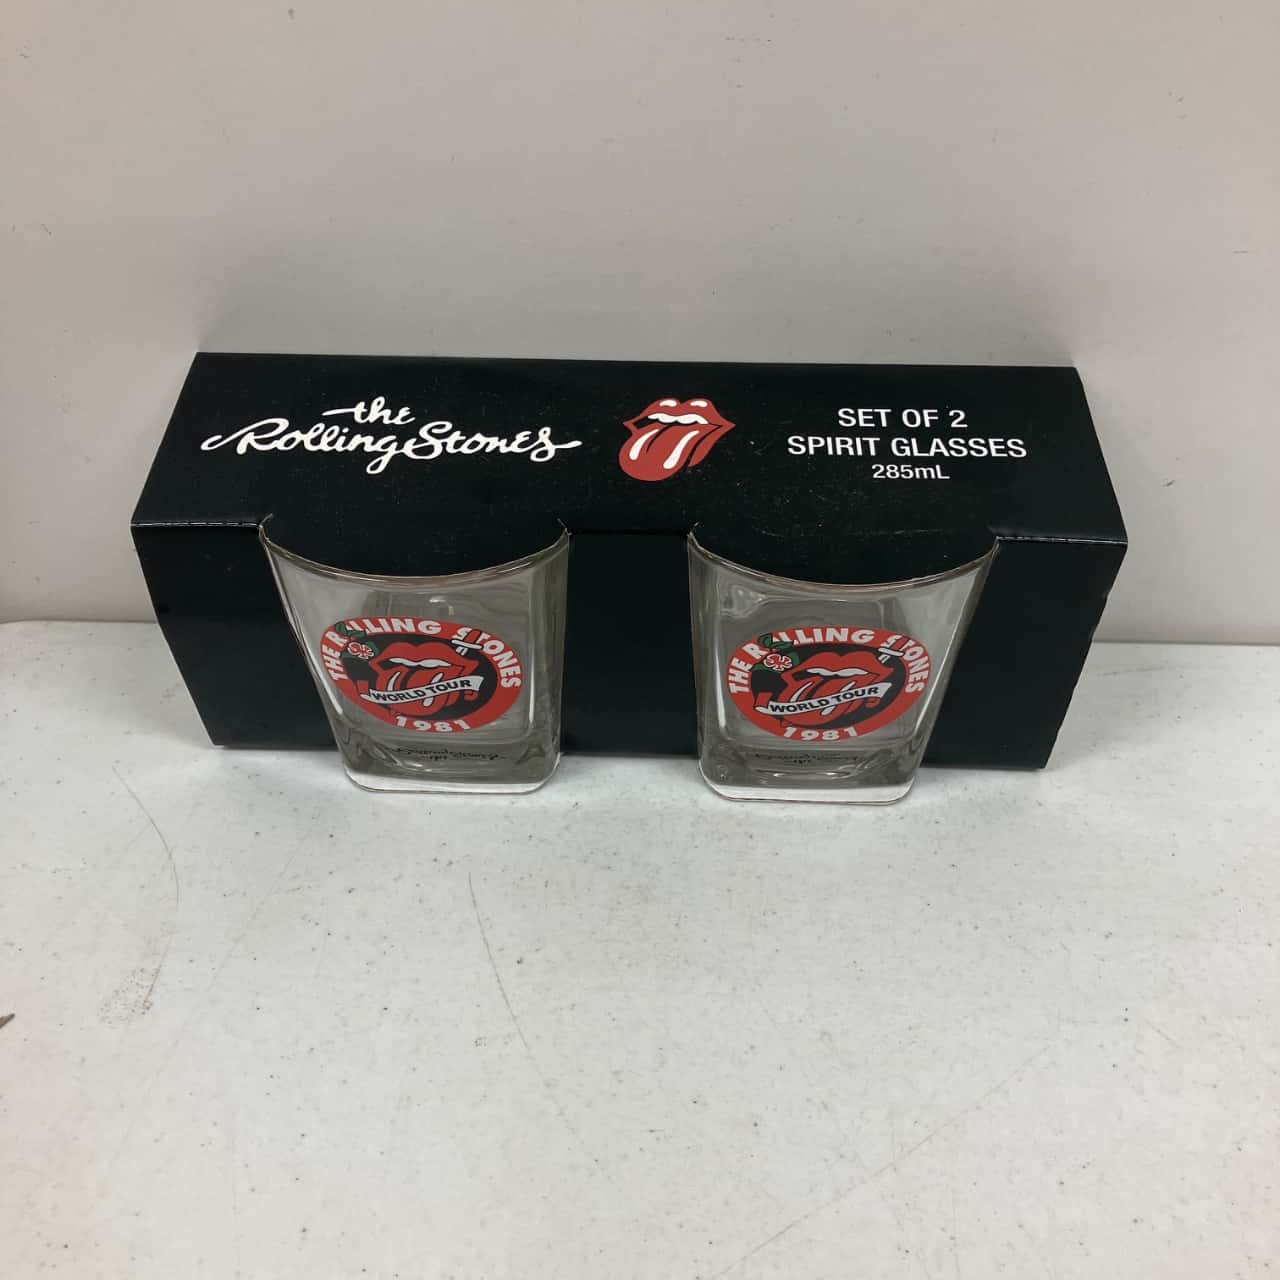 the
Rolling Stones
SET OF 2
SPIRIT GLASSES
285mL
THE ROLLING STONES
WORLD TOUR
1981
THE ROLLING STONES
WORLD TOUR
1981